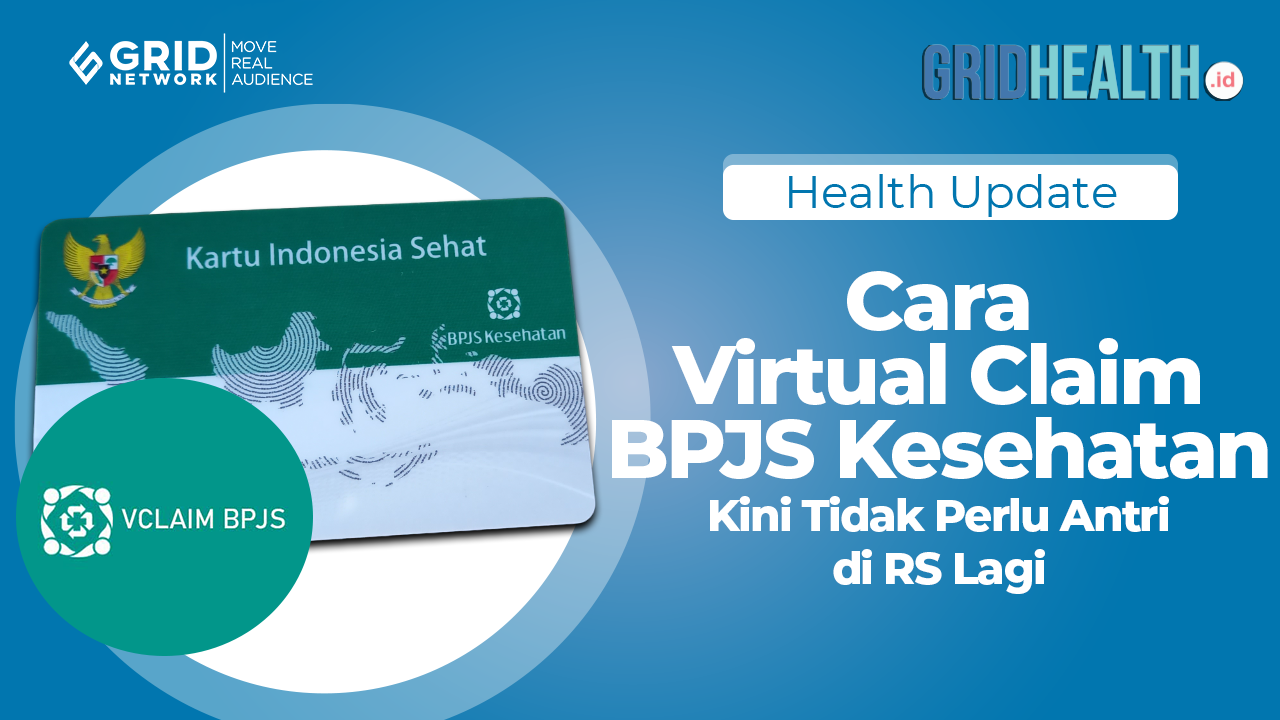 GRID
NETWORK
MOVE
REAL
AUDIENCE
GRIDHEALTH.id
Health Update
Kartu Indonesia Sehat
BPJS Kesehatan
VCLAIM BPJS
Cara
Virtual Claim
BPJS Kesehatan
Kini Tidak Perlu Antri
di RS Lagi